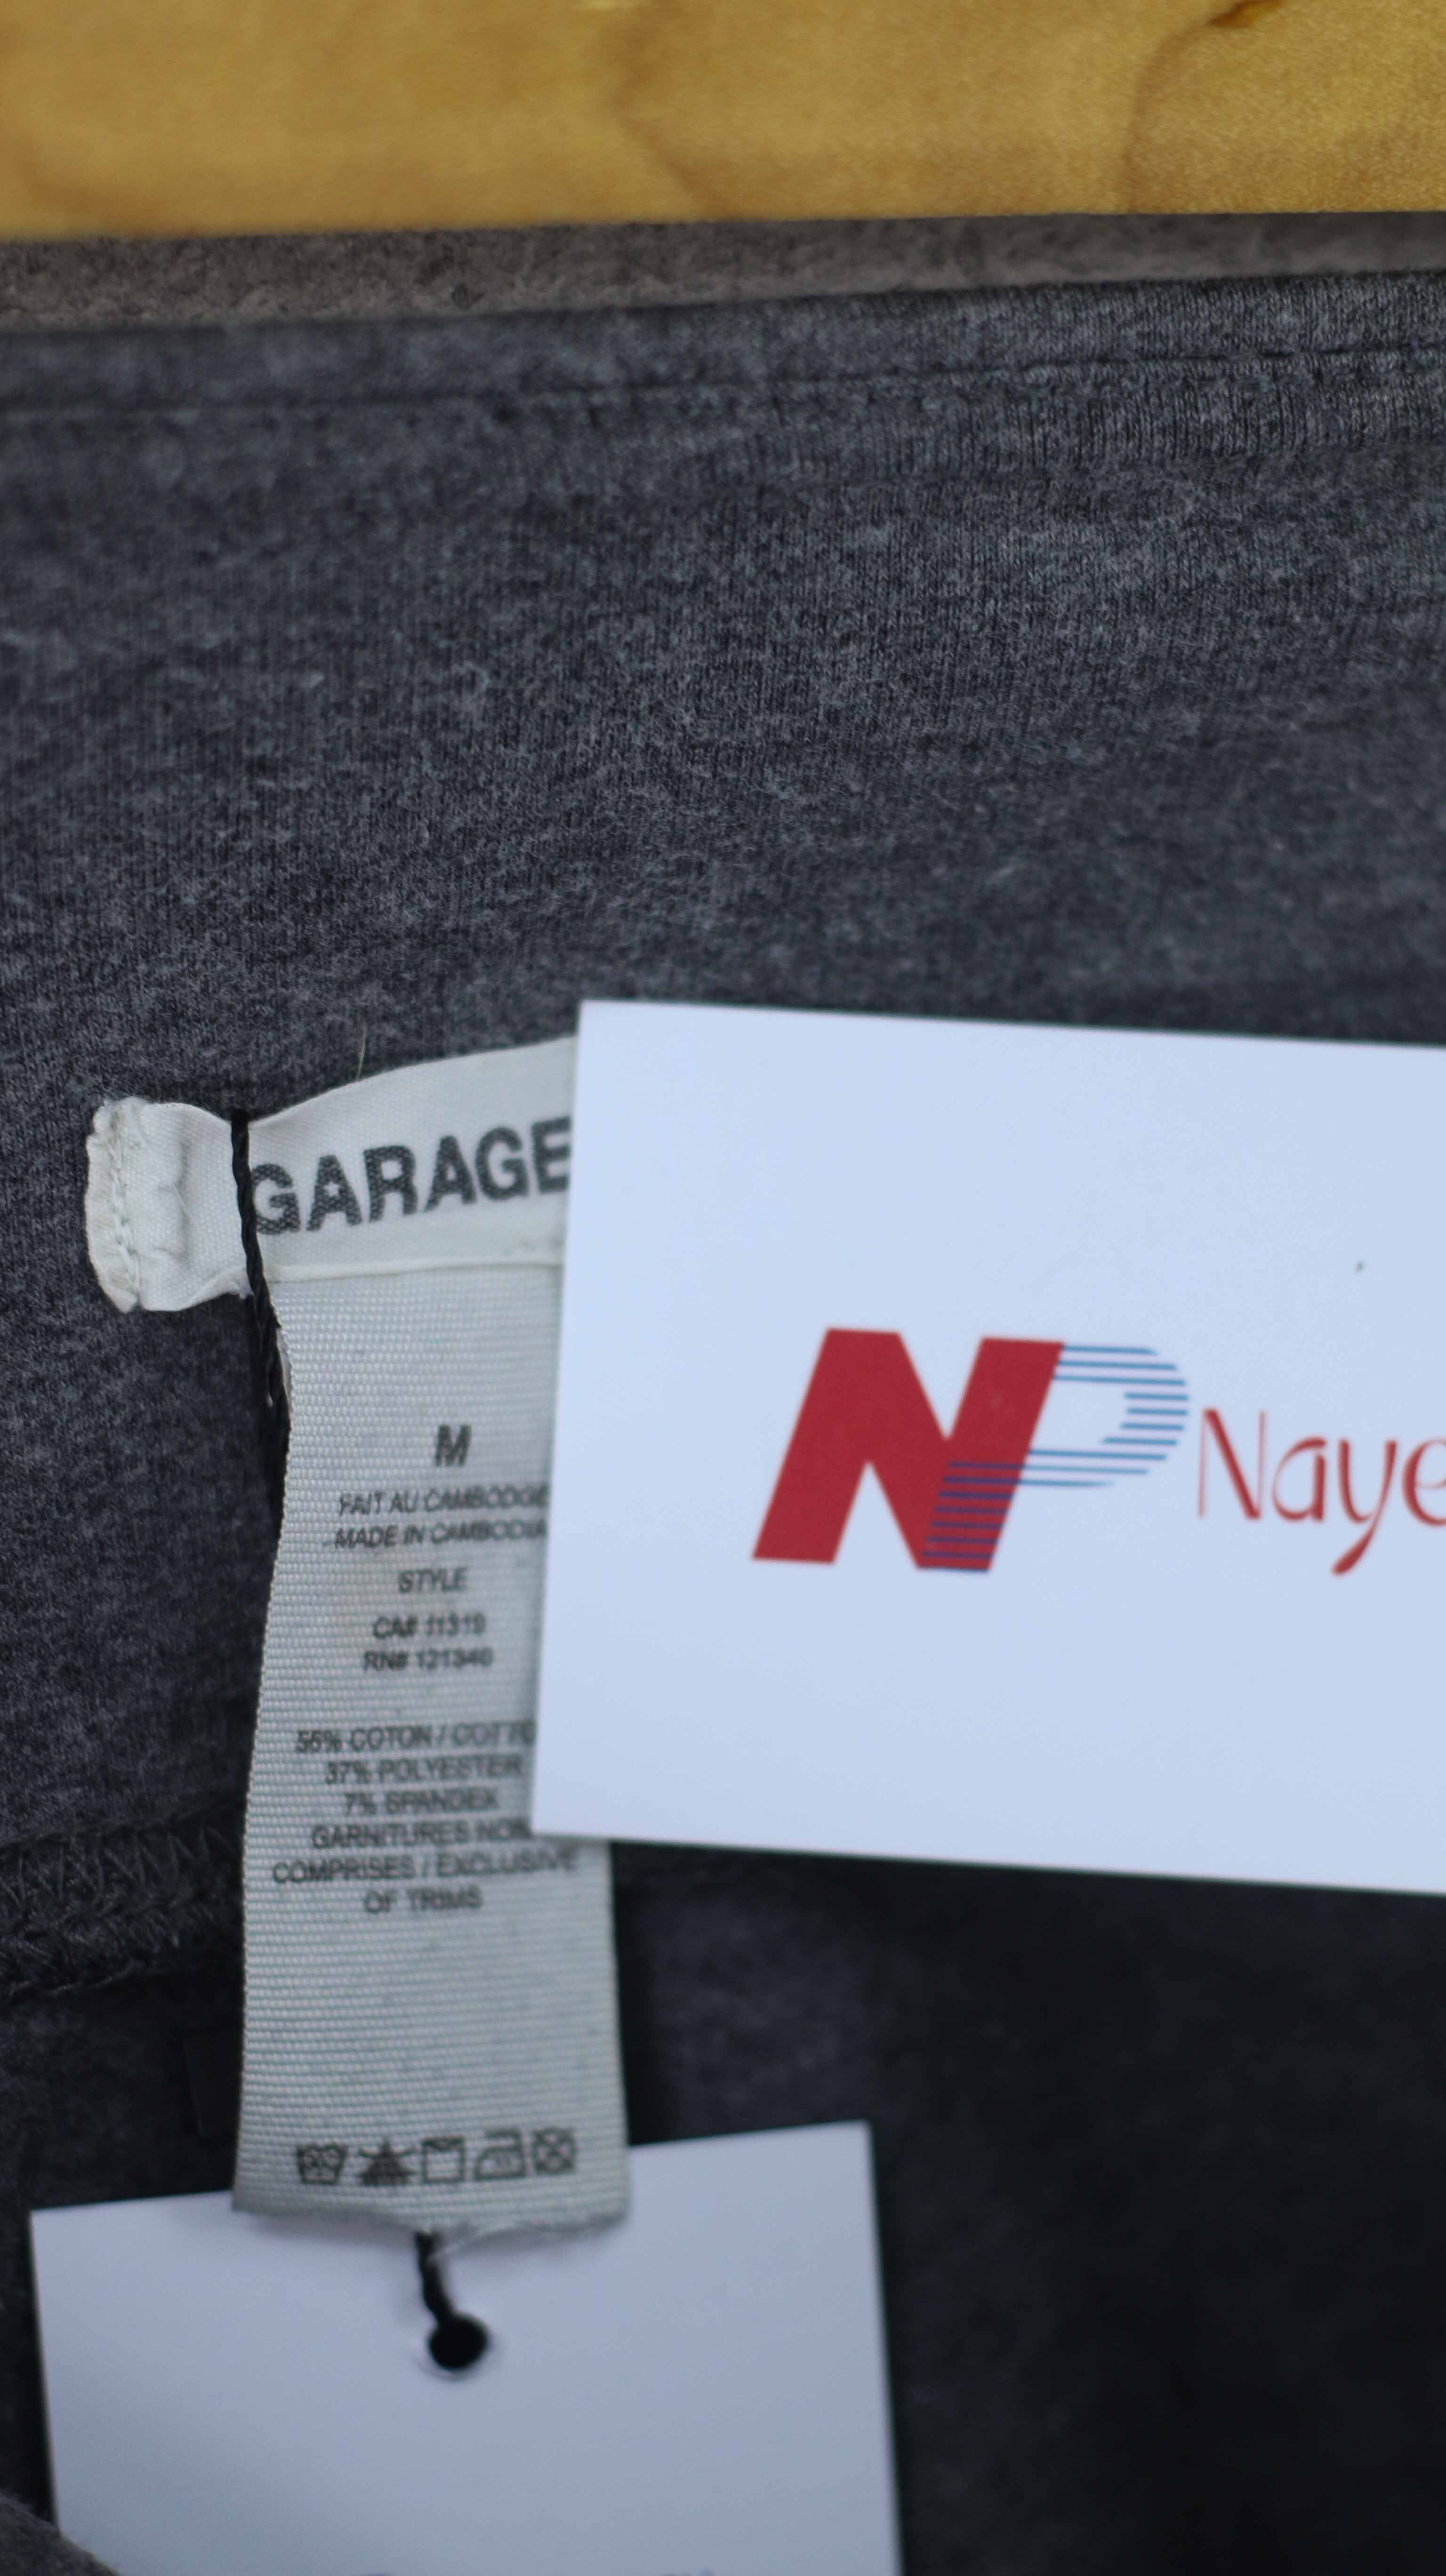 GARAGE
M
FAIT AU CAMBODGE
MADE IN CAMBODIA
STYLE
CA# 11319
RN# 121340
56% COTON / COTTO
37% POLYESTER
7% SPANDEX
GARNITURES NON
COMPRISES / EXCLUSIVE
OF TRIMS
NP
Naye